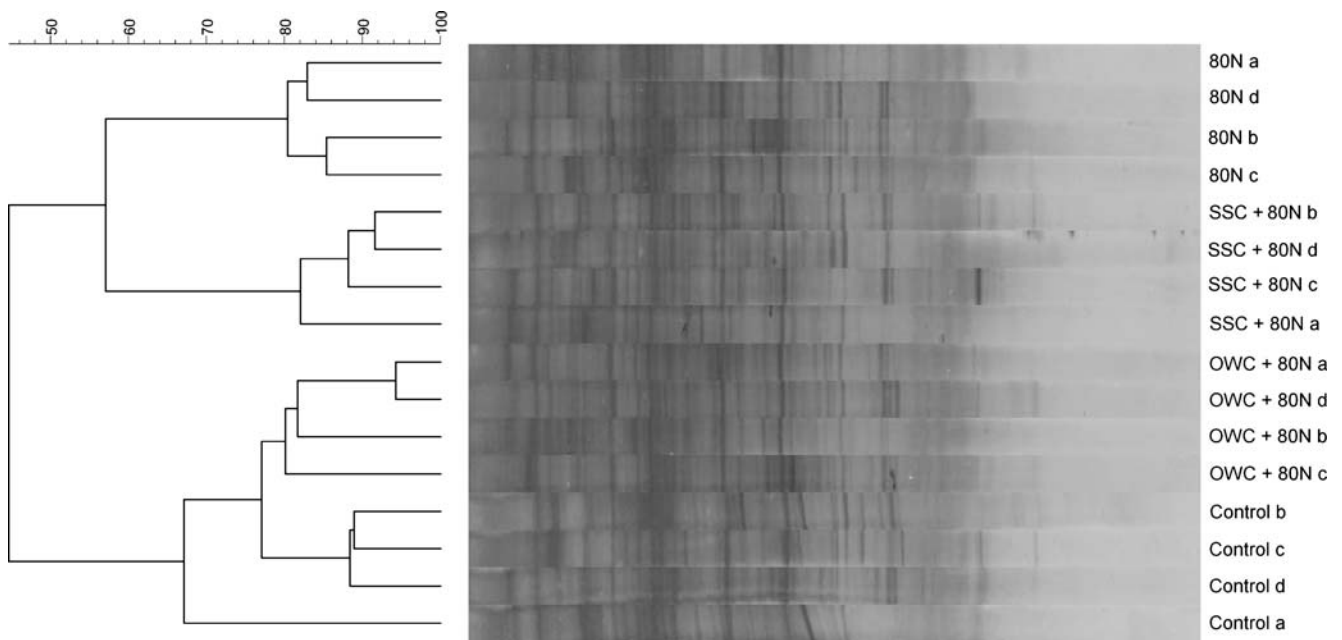 50 60 70 80 90 100
80N a
80N d
80N b
80N c
SSC + 80N b
SSC + 80N d
SSC + 80N c
SSC + 80N a
OWC + 80N a
OWC + 80N d
OWC + 80N b
OWC + 80N c
Control b
Control c
Control d
Control a